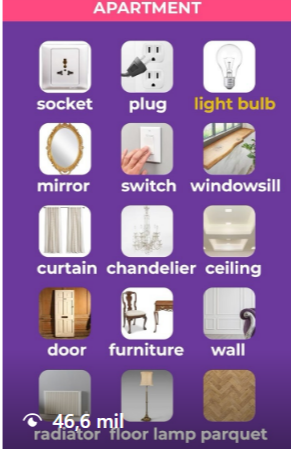 APARTMENT
socket plug light bulb
mirror switch windowsill
curtain chandelier ceiling
door furniture wall
46,6 mil
radiator floor lamp parquet